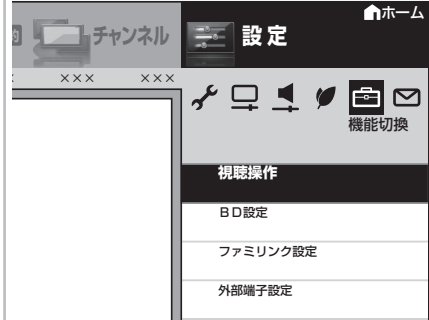 ホーム
チャンネル
設定
××× ×××
機能切換
視聴操作
BD設定
ファミリンク設定
外部端子設定